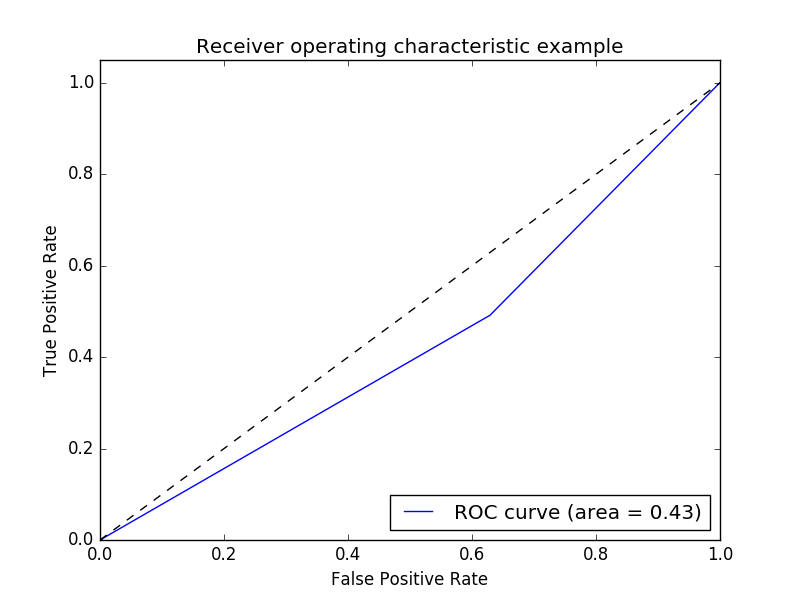 Receiver operating characteristic example
1.0
0.8
0.6
0.4
0.2
0.0
True Positive Rate
ROC curve (area = 0.43)
0.0 0.2 0.4 0.6 0.8 1.0
False Positive Rate